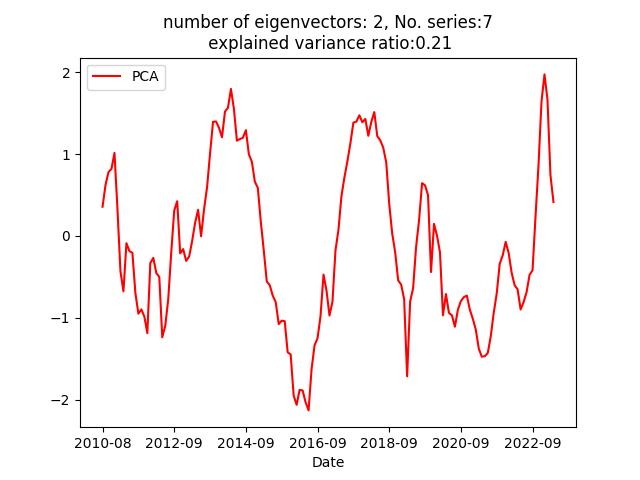 number of eigenvectors: 2, No. series:7
explained variance ratio:0.21
PCA
2
1
0
−1
−2
2010-08 2012-09 2014-09 2016-09 2018-09 2020-09 2022-09
Date